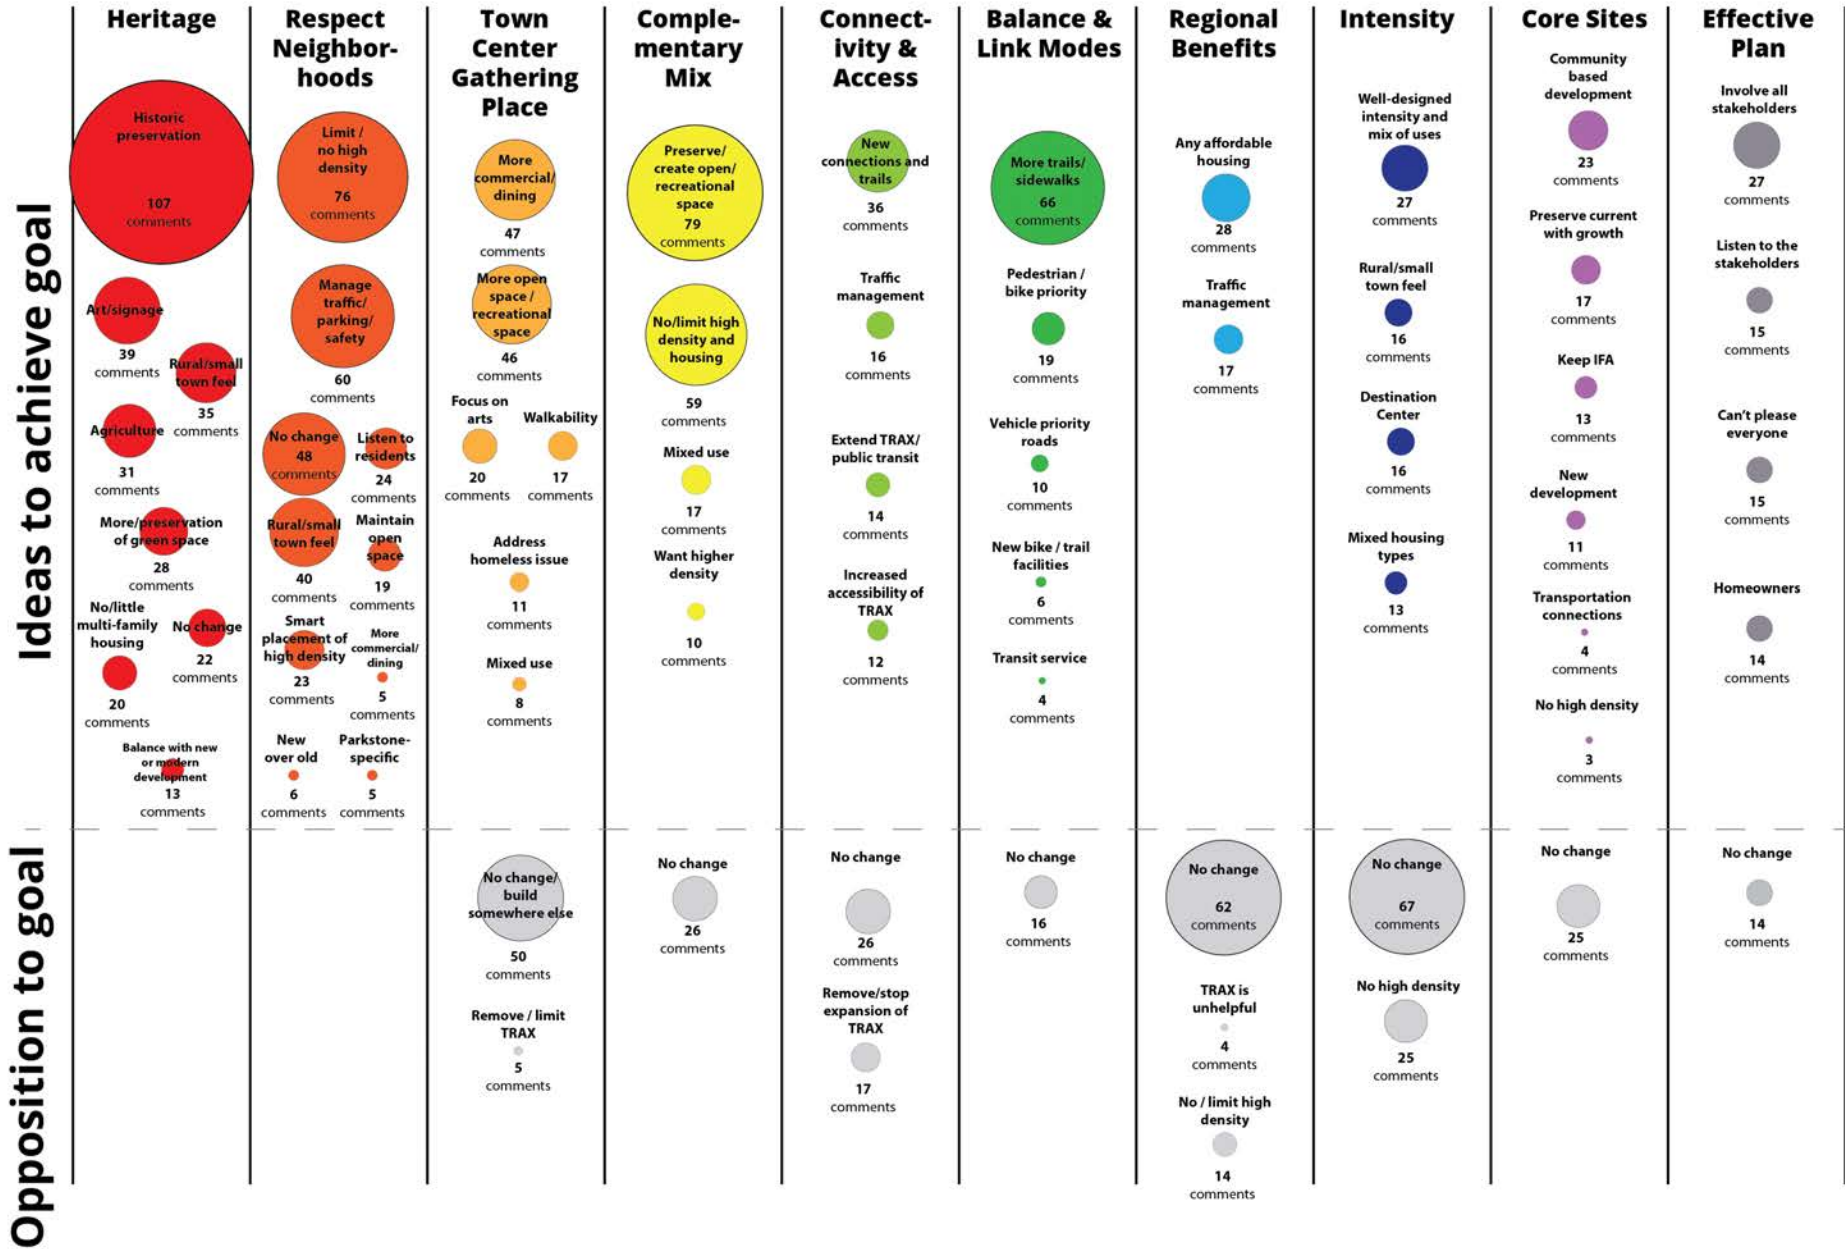 Ideas to achieve goal
Opposition to goal
Heritage
Historic
preservation
107
comments
Art/signage
39
comments
Rural/small
town feel
35
comments
Agriculture
31
comments
More/preservation
of green space
28
comments
No/little
multi-family
housing
20
comments
No change
22
comments
Balance with new
or modern
development
13
comments
Respect
Neighbor-
hoods
Limit /
no high
density
76
comments
Manage
traffic/
parking/
safety
60
comments
No change
48
comments
Listen to
residents
24
comments
Rural/small
town feel
40
comments
Maintain
open
space
19
comments
Smart
placement of
high density
23
comments
More
commercial/
dining
5
comments
New
over old
6
comments
Parkstone-
specific
5
comments
Town
Center
Gathering
Place
More
commercial/
dining
47
comments
More open
space /
recreational
space
46
comments
Focus on
arts
20
comments
Walkability
17
comments
Address
homeless issue
11
comments
Mixed use
8
comments
No change/
build
somewhere else
50
comments
Remove / limit
TRAX
5
comments
Comple-
mentary
Mix
Preserve/
create open/
recreational
space
79
comments
No/limit high
density and
housing
59
comments
Mixed use
17
comments
Want higher
density
10
comments
No change
26
comments
Connect-
ivity &
Access
New
connections and
trails
36
comments
Traffic
management
16
comments
Extend TRAX/
public transit
14
comments
Increased
accessibility of
TRAX
12
comments
No change
26
comments
Remove/stop
expansion of
TRAX
17
comments
Balance &
Link Modes
More trails/
sidewalks
66
comments
Pedestrian /
bike priority
19
comments
Vehicle priority
roads
10
comments
New bike / trail
facilities
6
comments
Transit service
4
comments
No change
16
comments
Regional
Benefits
Any affordable
housing
28
comments
Traffic
management
17
comments
No change
62
comments
TRAX is
unhelpful
4
comments
No / limit high
density
14
comments
Intensity
Well-designed
intensity and
mix of uses
27
comments
Rural/small
town feel
16
comments
Destination
Center
16
comments
Mixed housing
types
13
comments
No change
67
comments
No high density
25
comments
Core Sites
Community
based
development
23
comments
Preserve current
with growth
17
comments
Keep IFA
13
comments
New
development
11
comments
Transportation
connections
4
comments
No high density
3
comments
No change
25
comments
Effective
Plan
Involve all
stakeholders
27
comments
Listen to the
stakeholders
15
comments
Can't please
everyone
15
comments
Homeowners
14
comments
No change
14
comments